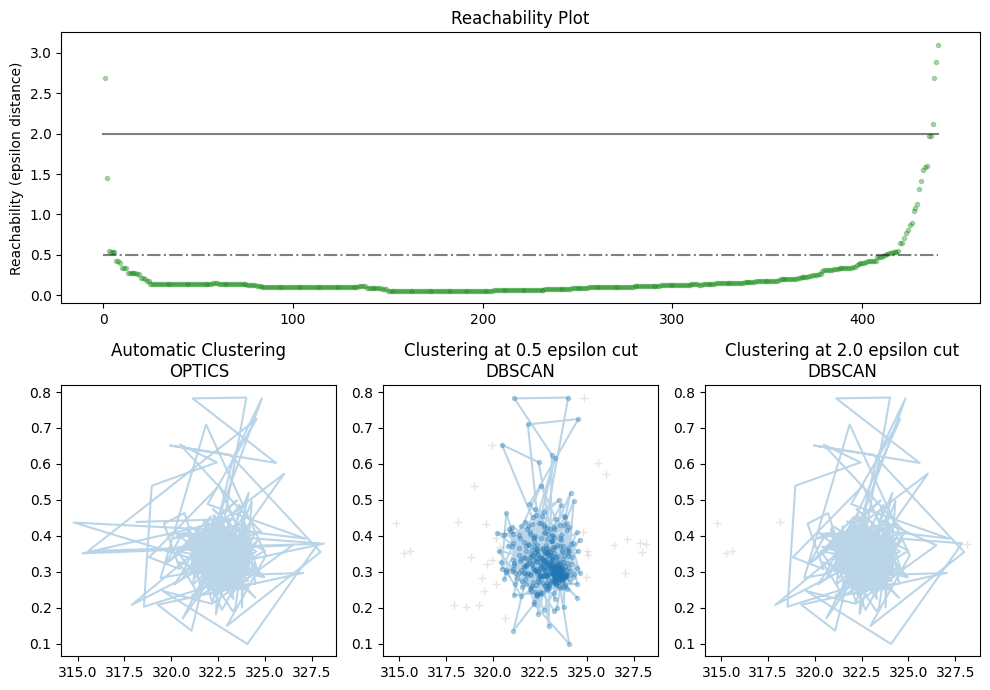 Reachability Plot
Reachability (epsilon distance)
3.0
2.5
2.0
1.5
1.0
0.5
0.0
0 100 200 300 400
Automatic Clustering
OPTICS
0.8
0.7
0.6
0.5
0.4
0.3
0.2
0.1
315.0 317.5 320.0 322.5 325.0 327.5
Clustering at 0.5 epsilon cut
DBSCAN
0.8
0.7
0.6
0.5
0.4
0.3
0.2
0.1
315.0 317.5 320.0 322.5 325.0 327.5
Clustering at 2.0 epsilon cut
DBSCAN
0.8
0.7
0.6
0.5
0.4
0.3
0.2
0.1
315.0 317.5 320.0 322.5 325.0 327.5